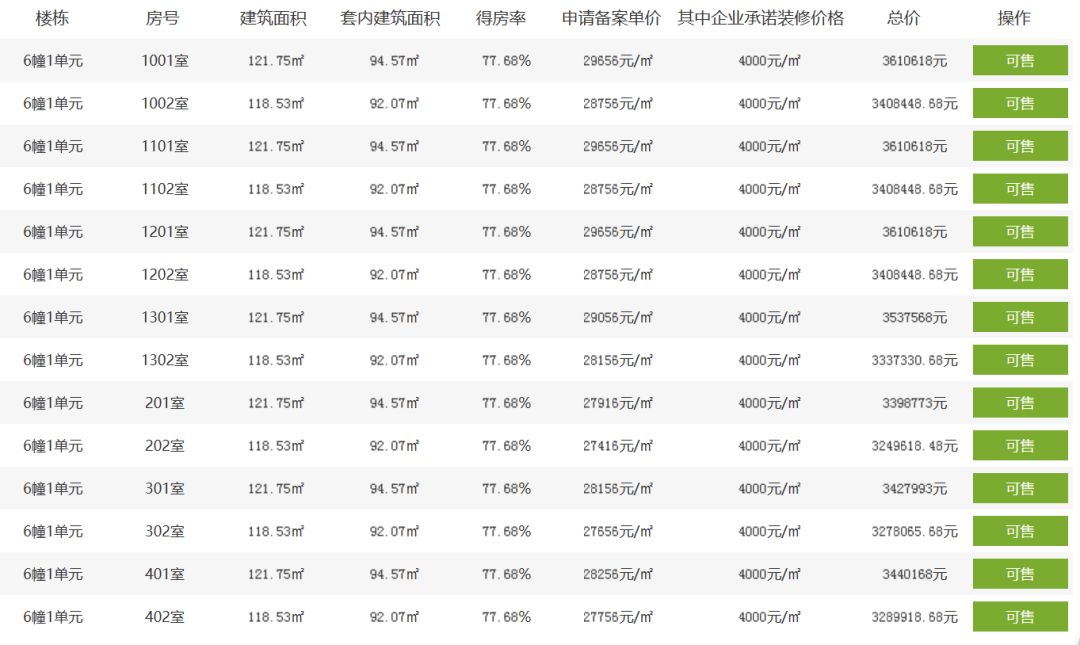 楼栋 房号 建筑面积 套内建筑面积 得房率 申请备案单价 其中企业承诺装修价格 总价 操作
6幢1单元 1001室 121.75㎡ 94.57㎡ 77.68% 29656元/㎡ 4000元/㎡ 3610618元 可售
6幢1单元 1002室 118.53㎡ 92.07㎡ 77.68% 28756元/㎡ 4000元/㎡ 3408448.68元 可售
6幢1单元 1101室 121.75㎡ 94.57㎡ 77.68% 29656元/㎡ 4000元/㎡ 3610618元 可售
6幢1单元 1102室 118.53㎡ 92.07㎡ 77.68% 28756元/㎡ 4000元/㎡ 3408448.68元 可售
6幢1单元 1201室 121.75㎡ 94.57㎡ 77.68% 29656元/㎡ 4000元/㎡ 3610618元 可售
6幢1单元 1202室 118.53㎡ 92.07㎡ 77.68% 28756元/㎡ 4000元/㎡ 3408448.68元 可售
6幢1单元 1301室 121.75㎡ 94.57㎡ 77.68% 29056元/㎡ 4000元/㎡ 3537568元 可售
6幢1单元 1302室 118.53㎡ 92.07㎡ 77.68% 28156元/㎡ 4000元/㎡ 3337330.68元 可售
6幢1单元 201室 121.75㎡ 94.57㎡ 77.68% 27916元/㎡ 4000元/㎡ 3398773元 可售
6幢1单元 202室 118.53㎡ 92.07㎡ 77.68% 27416元/㎡ 4000元/㎡ 3249618.48元 可售
6幢1单元 301室 121.75㎡ 94.57㎡ 77.68% 28156元/㎡ 4000元/㎡ 3427993元 可售
6幢1单元 302室 118.53㎡ 92.07㎡ 77.68% 27656元/㎡ 4000元/㎡ 3278065.68元 可售
6幢1单元 401室 121.75㎡ 94.57㎡ 77.68% 28256元/㎡ 4000元/㎡ 3440168元 可售
6幢1单元 402室 118.53㎡ 92.07㎡ 77.68% 27756元/㎡ 4000元/㎡ 3289918.68元 可售